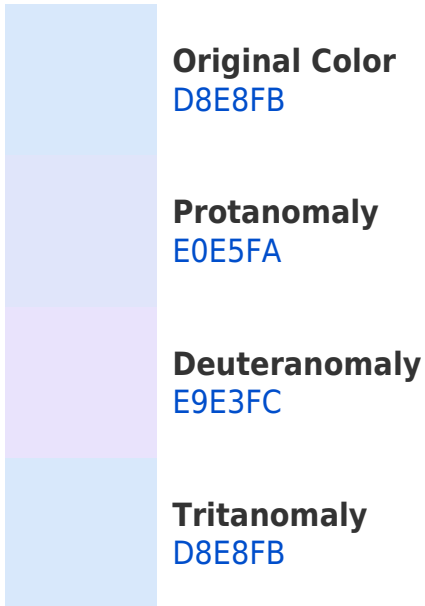 Original Color
D8E8FB
Protanomaly
E0E5FA
Deuteranomaly
E9E3FC
Tritanomaly
D8E8FB